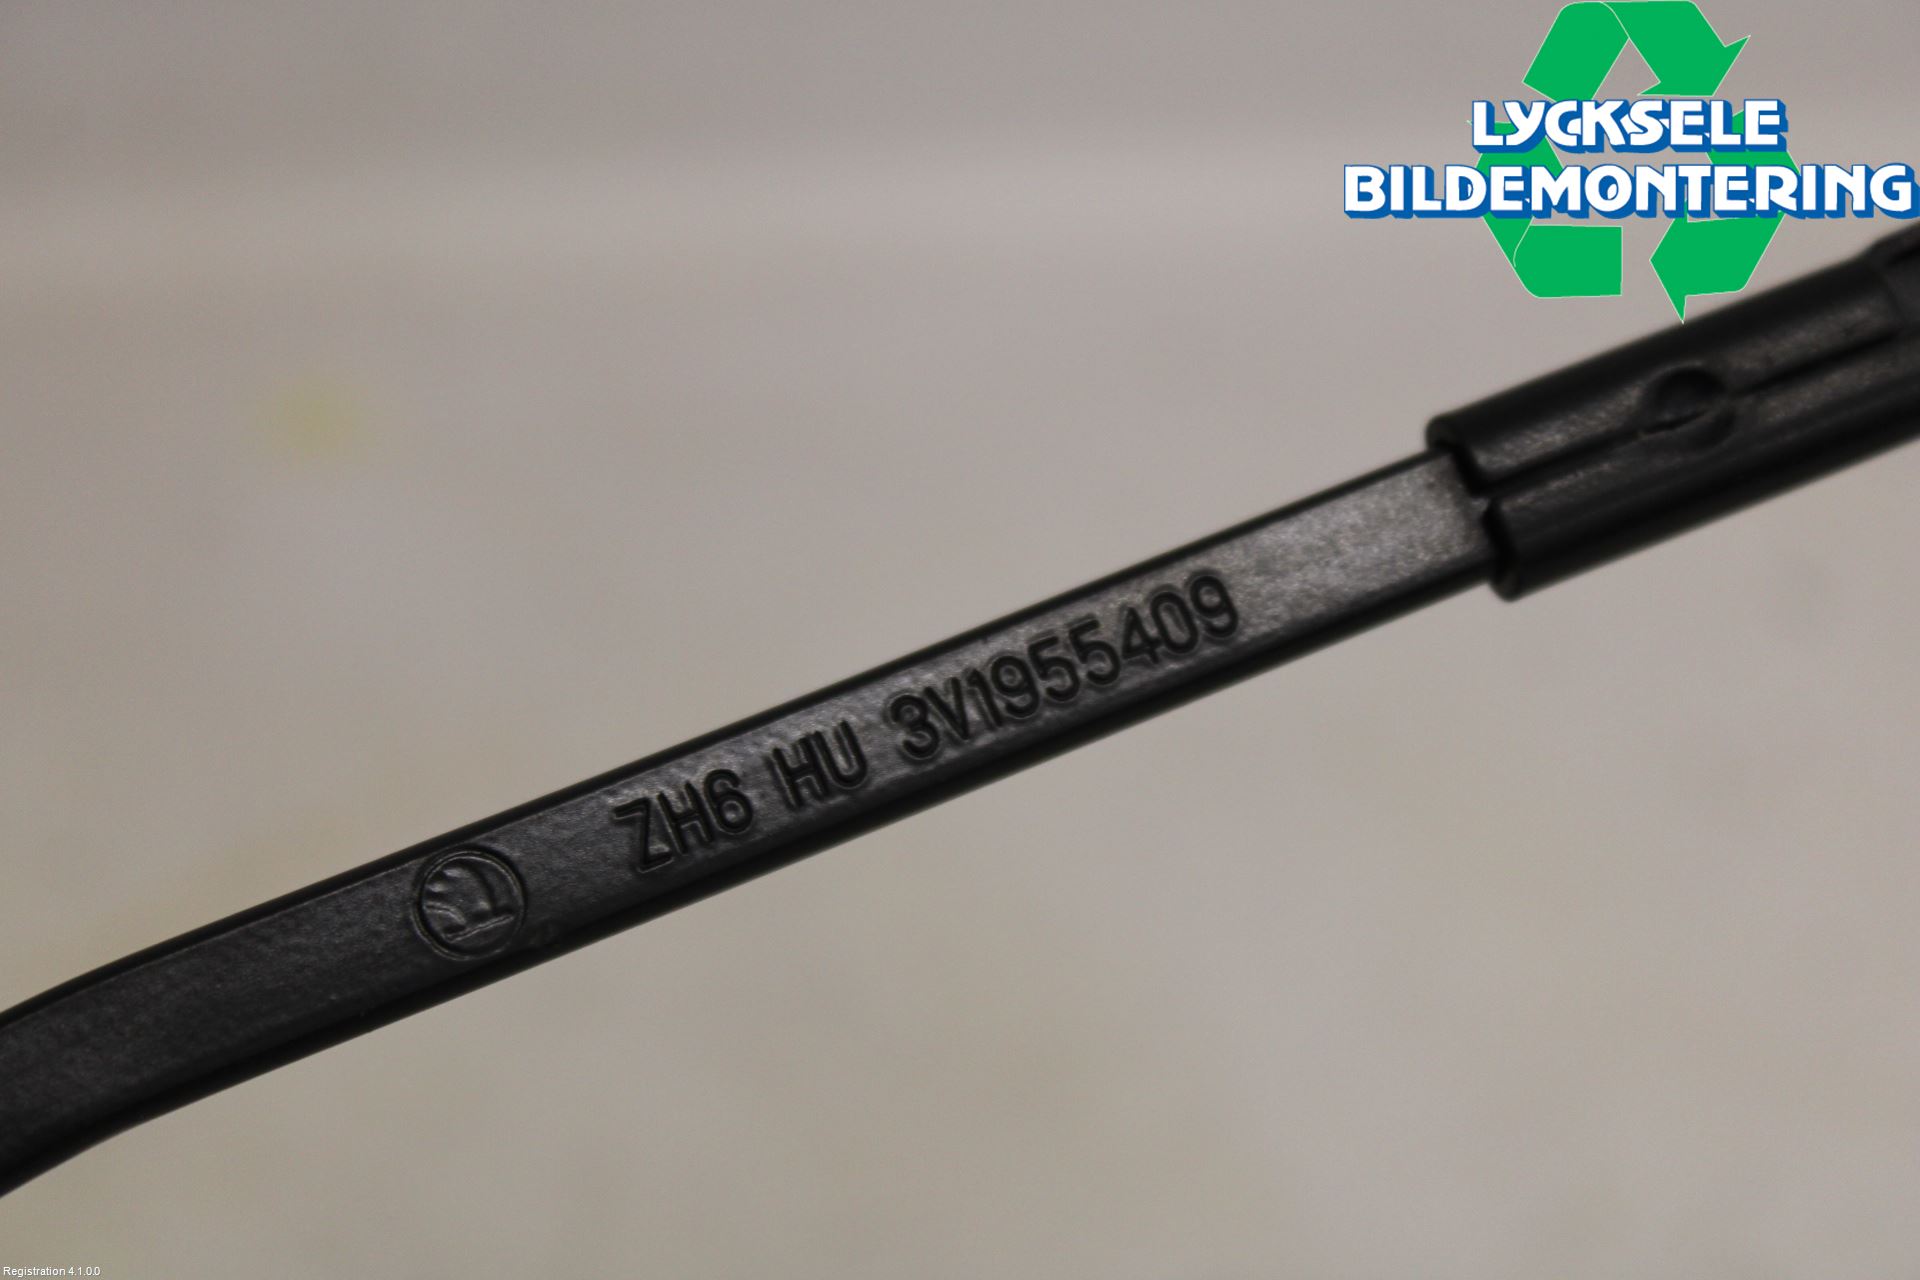 LYCKSELE
BILDEMONTERING
ZH6 HU 3V1955409
Registration 4.1.0.0